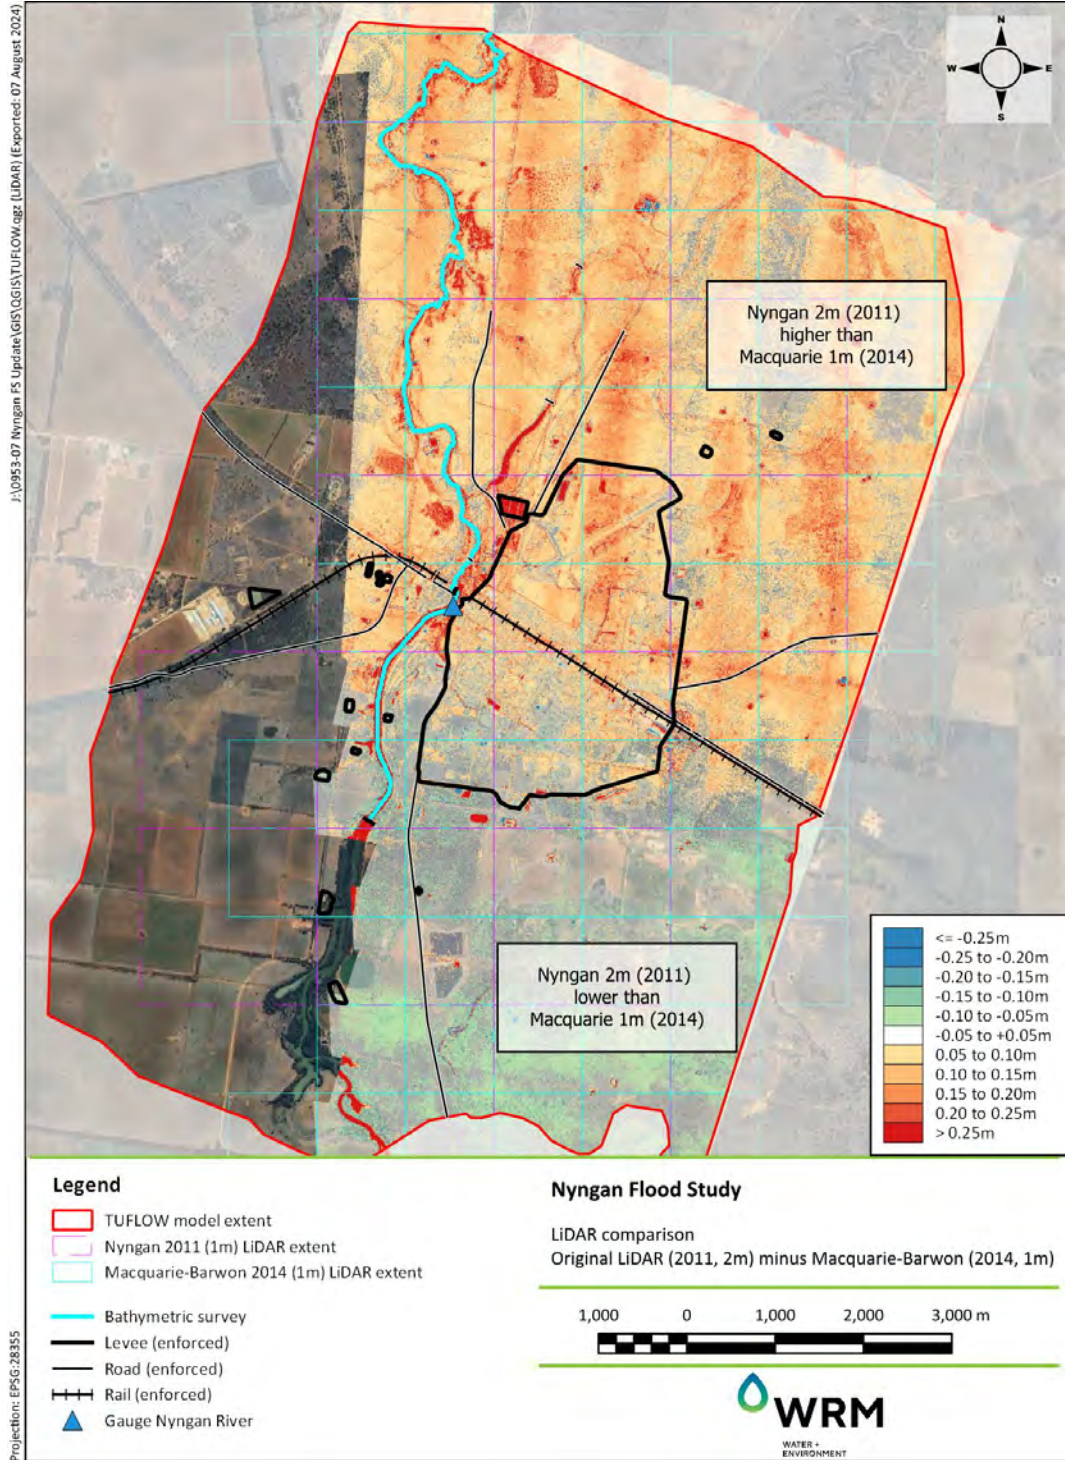 J:\0953-07 Nyngan FS Update\GIS\QGIS\TUFLOW.qgz (LiDAR) (Exported: 07 August 2024)
N
W
E
S
Nyngan 2m (2011)
higher than
Macquarie 1m (2014)
Nyngan 2m (2011)
lower than
Macquarie 1m (2014)
<= -0.25m
-0.25 to -0.20m
-0.20 to -0.15m
-0.15 to -0.10m
-0.10 to -0.05m
-0.05 to +0.05m
0.05 to 0.10m
0.10 to 0.15m
0.15 to 0.20m
0.20 to 0.25m
> 0.25m
Projection: EPSG:28355
Legend
TUFLOW model extent
Nyngan 2011 (1m) LiDAR extent
Macquarie-Barwon 2014 (1m) LiDAR extent
Bathymetric survey
Levee (enforced)
Road (enforced)
Rail (enforced)
Gauge Nyngan River
Nyngan Flood Study
LiDAR comparison
Original LiDAR (2011, 2m) minus Macquarie-Barwon (2014, 1m)
1,000 0 1,000 2,000 3,000 m
WRM
WATER +
ENVIRONMENT